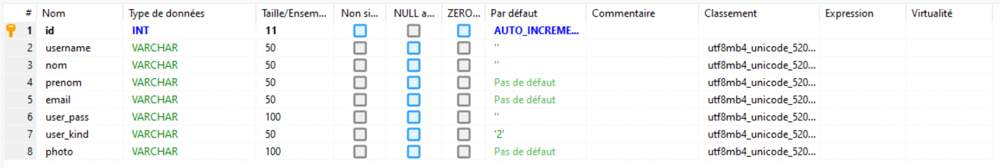 # Nom Type de données Taille/Ensem... Non si... NULL a... ZERO... Par défaut Commentaire Classement Expression Virtualité
1 id INT 11 AUTO_INCREME...
2 username VARCHAR 50 '' utf8mb4_unicode_520...
3 nom VARCHAR 50 '' utf8mb4_unicode_520...
4 prenom VARCHAR 50 Pas de défaut utf8mb4_unicode_520...
5 email VARCHAR 50 Pas de défaut utf8mb4_unicode_520...
6 user_pass VARCHAR 100 '' utf8mb4_unicode_520...
7 user_kind VARCHAR 50 '2' utf8mb4_unicode_520...
8 photo VARCHAR 100 Pas de défaut utf8mb4_unicode_520...